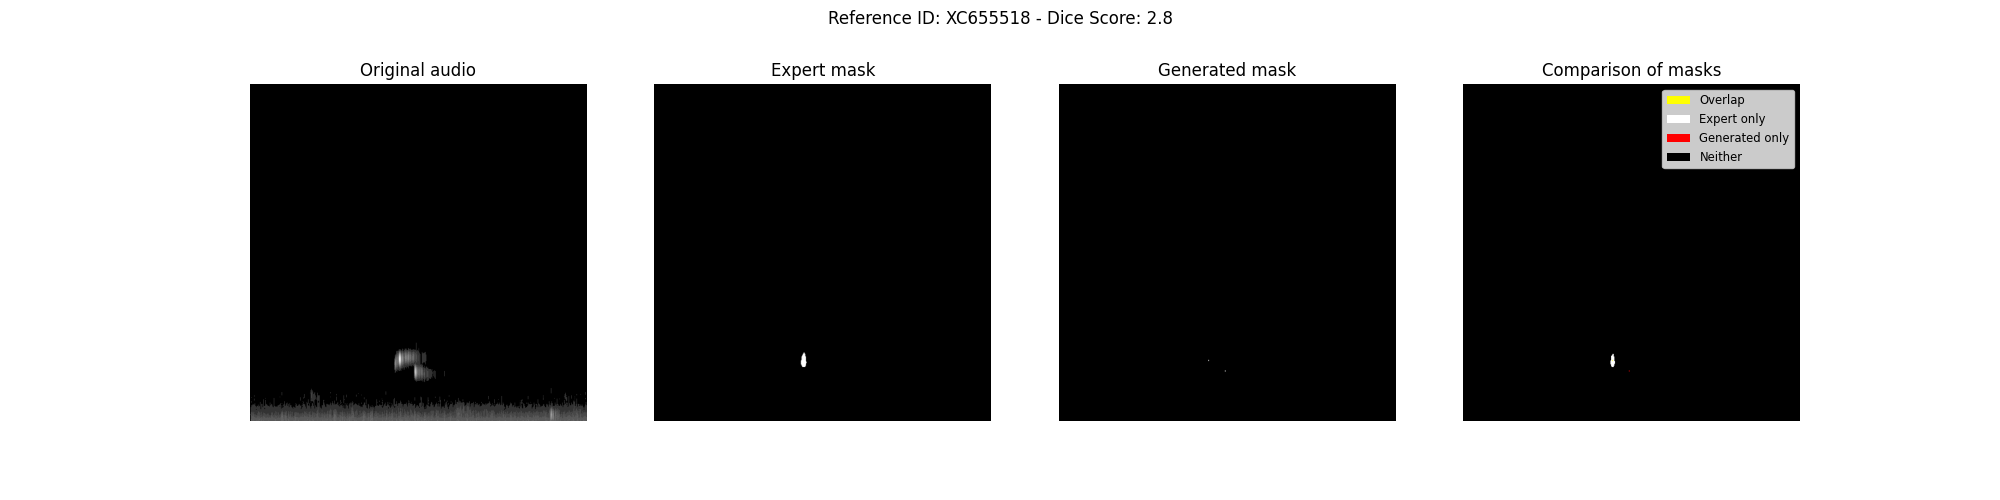 Reference ID: XC655518 - Dice Score: 2.8
Original audio
Expert mask
Generated mask
Comparison of masks
Overlap
Expert only
Generated only
Neither